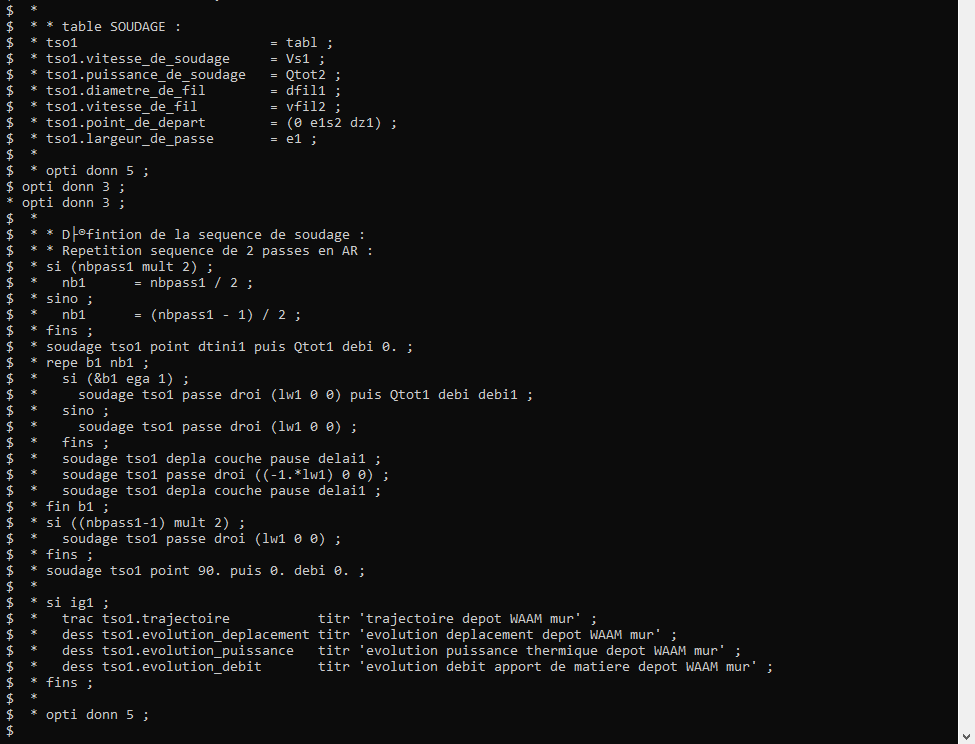 $  *
$  * * table SOUDAGE :
$  * tso1                        = tabl ;
$  * tso1.vitesse_de_soudage     = Vs1 ;
$  * tso1.puissance_de_soudage   = Qtot2 ;
$  * tso1.diametre_de_fil        = dfil1 ;
$  * tso1.vitesse_de_fil         = vfil2 ;
$  * tso1.point_de_depart        = (0 e1s2 dz1) ;
$  * tso1.largeur_de_passe       = e1 ;
$  *
$  * opti donn 5 ;
$ opti donn 3 ;
* opti donn 3 ;
$  *
$  * * D├®fintion de la sequence de soudage :
$  * * Repetition sequence de 2 passes en AR :
$  * si (nbpass1 mult 2) ;
$  *   nb1      = nbpass1 / 2 ;
$  * sino ;
$  *   nb1      = (nbpass1 - 1) / 2 ;
$  * fins ;
$  * soudage tso1 point dtini1 puis Qtot1 debi 0. ;
$  * repe b1 nb1 ;
$  *   si (&b1 ega 1) ;
$  *     soudage tso1 passe droi (lw1 0 0) puis Qtot1 debi debi1 ;
$  *   sino ;
$  *     soudage tso1 passe droi (lw1 0 0) ;
$  *   fins ;
$  *   soudage tso1 depla couche pause delai1 ;
$  *   soudage tso1 passe droi ((-1.*lw1) 0 0) ;
$  *   soudage tso1 depla couche pause delai1 ;
$  * fin b1 ;
$  * si ((nbpass1-1) mult 2) ;
$  *   soudage tso1 passe droi (lw1 0 0) ;
$  * fins ;
$  * soudage tso1 point 90. puis 0. debi 0. ;
$  *
$  * si ig1 ;
$  *   trac tso1.trajectoire           titr 'trajectoire depot WAAM mur' ;
$  *   dess tso1.evolution_deplacement titr 'evolution deplacement depot WAAM mur' ;
$  *   dess tso1.evolution_puissance   titr 'evolution puissance thermique depot WAAM mur' ;
$  *   dess tso1.evolution_debit       titr 'evolution debit apport de matiere depot WAAM mur' ;
$  * fins ;
$  *
$  * opti donn 5 ;
$